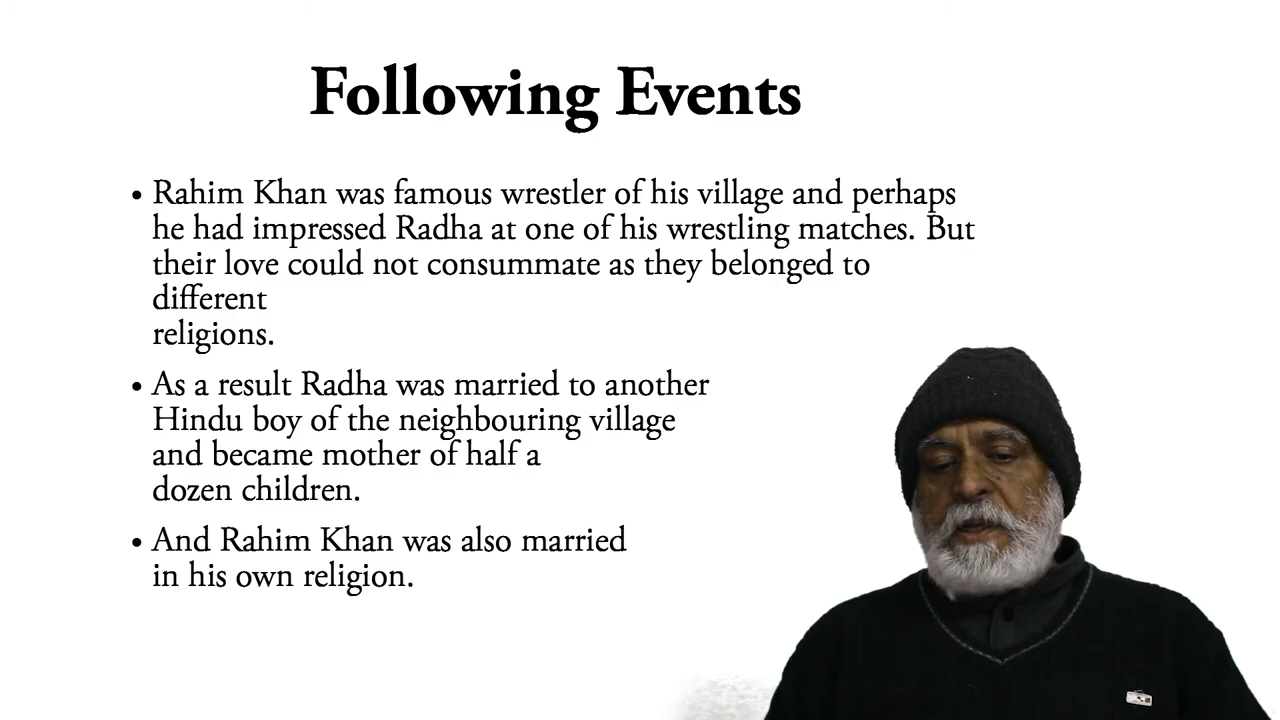 Following Events
• Rahim Khan was famous wrestler of his village and perhaps
he had impressed Radha at one of his wrestling matches. But
their love could not consummate as they belonged to
different
religions.
• As a result Radha was married to another
Hindu boy of the neighbouring village
and became mother of half a
dozen children.
• And Rahim Khan was also married
in his own religion.